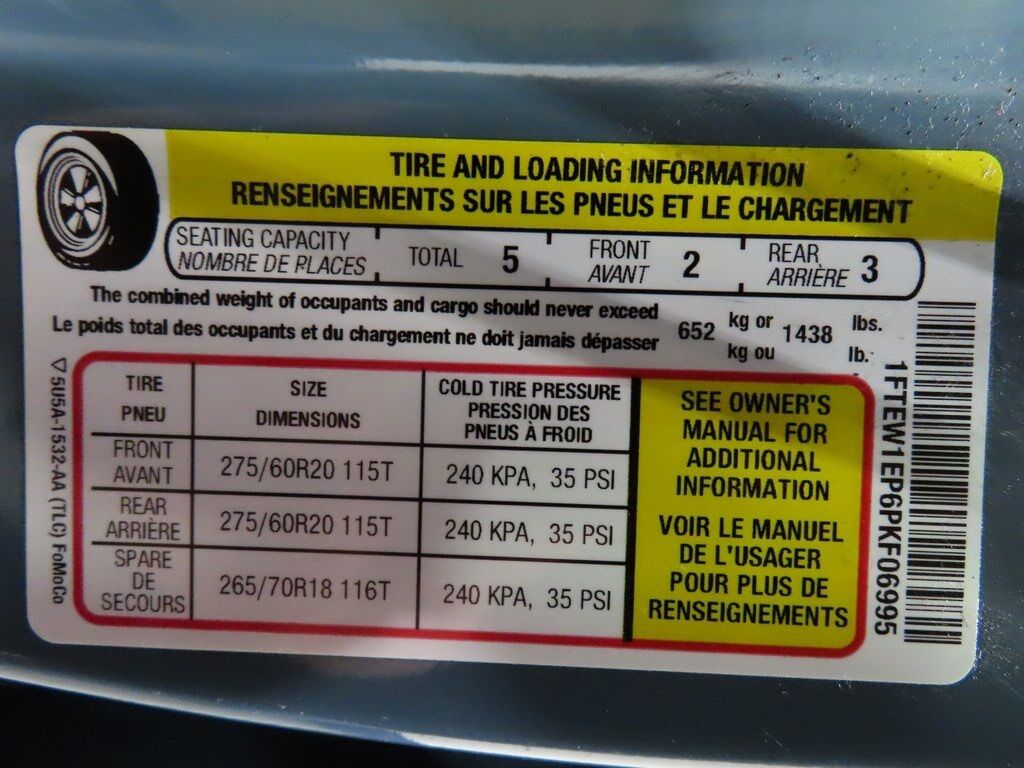 TIRE AND LOADING INFORMATION
RENSEIGNEMENTS SUR LES PNEUS ET LE CHARGEMENT
SEATING CAPACITY
NOMBRE DE PLACES
TOTAL 5
FRONT
AVANT
2
REAR
ARRIÈRE
3
The combined weight of occupants and cargo should never exceed
Le poids total des occupants et du chargement ne doit jamais dépasser
652
kg or
kg ou
1438
lbs.
lb.
TIRE
PNEU
SIZE
DIMENSIONS
COLD TIRE PRESSURE
PRESSION DES
PNEUS À FROID
FRONT
AVANT
275/60R20 115T
240 KPA, 35 PSI
REAR
ARRIÈRE
275/60R20 115T
240 KPA, 35 PSI
SPARE
DE
SECOURS
265/70R18 116T
240 KPA, 35 PSI
SEE OWNER'S
MANUAL FOR
ADDITIONAL
INFORMATION
VOIR LE MANUEL
DE L'USAGER
POUR PLUS DE
RENSEIGNEMENTS
5U5A-1532-AA (TLC) FoMoCo
1FTEW1EP6PKF06995